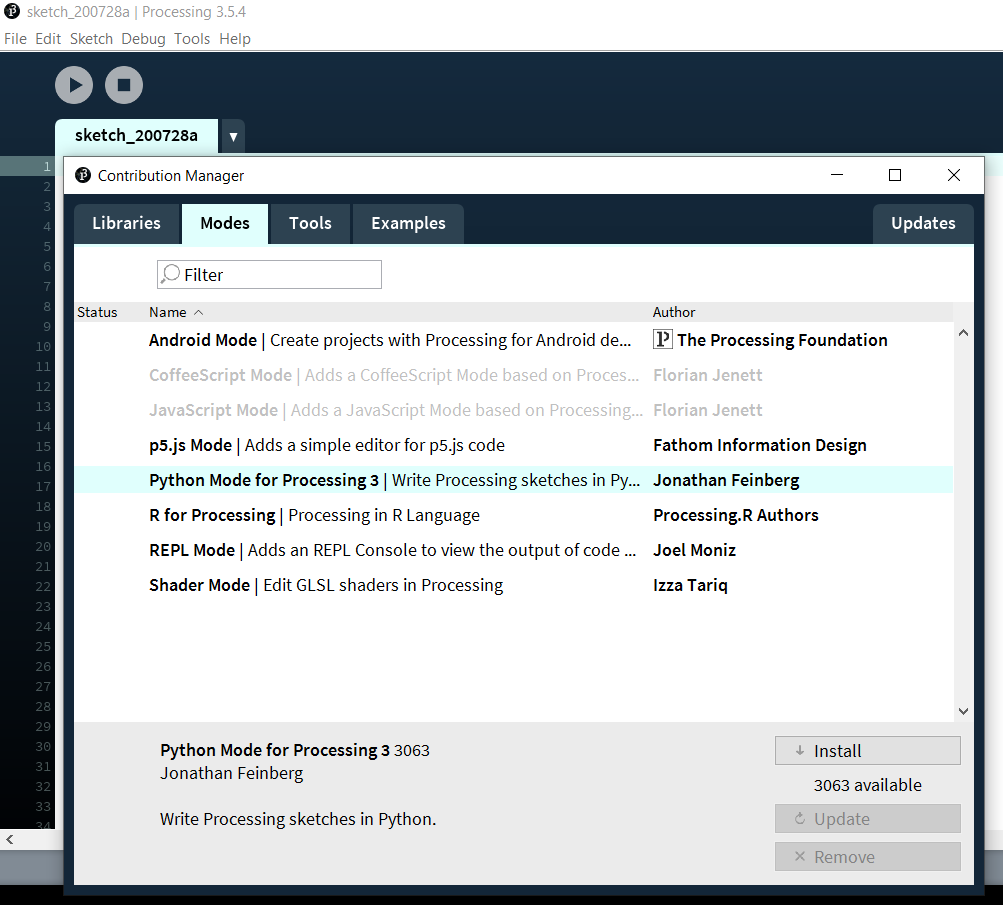 sketch_200728a | Processing 3.5.4
File Edit Sketch Debug Tools Help
sketch_200728a
Contribution Manager
Libraries Modes Tools Examples Updates
Filter
Status Name Author
Android Mode | Create projects with Processing for Android de... The Processing Foundation
CoffeeScript Mode | Adds a CoffeeScript Mode based on Proces... Florian Jenett
JavaScript Mode | Adds a JavaScript Mode based on Processing... Florian Jenett
p5.js Mode | Adds a simple editor for p5.js code Fathom Information Design
Python Mode for Processing 3 | Write Processing sketches in Py... Jonathan Feinberg
R for Processing | Processing in R Language Processing.R Authors
REPL Mode | Adds an REPL Console to view the output of code ... Joel Moniz
Shader Mode | Edit GLSL shaders in Processing Izza Tariq
Python Mode for Processing 3 3063
Jonathan Feinberg
Write Processing sketches in Python.
Install
3063 available
Update
Remove
1
2
3
4
5
6
7
8
9
10
11
12
13
14
15
16
17
18
19
20
21
22
23
24
25
26
27
28
29
30
31
32
33
34